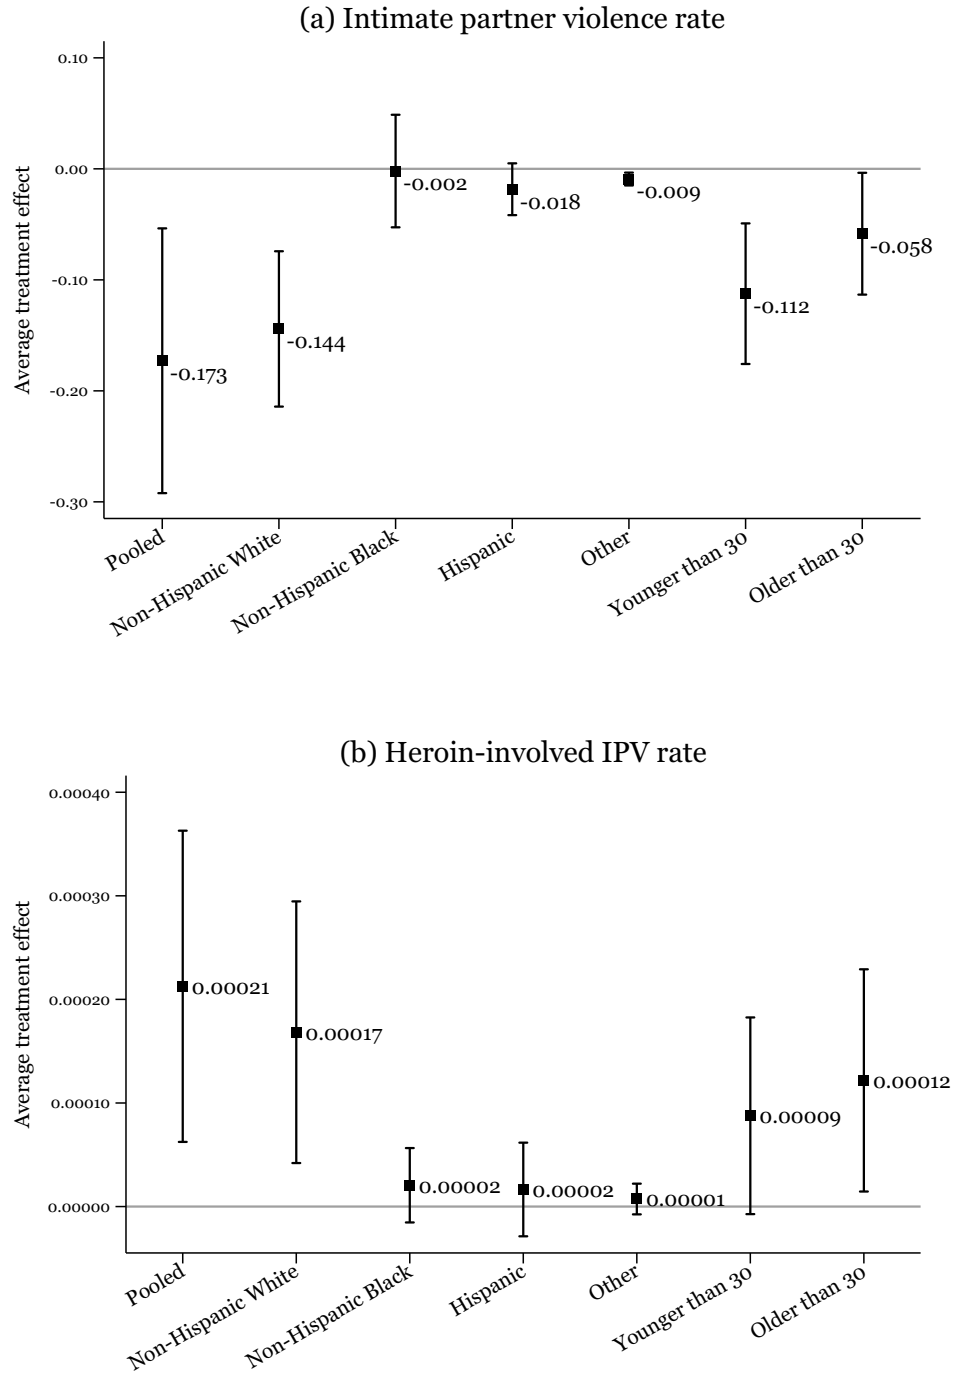 (a) Intimate partner violence rate
Average treatment effect
0.10
0.00
-0.10
-0.20
-0.30
-0.173
-0.144
-0.002
-0.018
-0.009
-0.112
-0.058
Pooled
Non-Hispanic White
Non-Hispanic Black
Hispanic
Other
Younger than 30
Older than 30
(b) Heroin-involved IPV rate
Average treatment effect
0.00040
0.00030
0.00020
0.00010
0.00000
0.00021
0.00017
0.00002
0.00002
0.00001
0.00009
0.00012
Pooled
Non-Hispanic White
Non-Hispanic Black
Hispanic
Other
Younger than 30
Older than 30